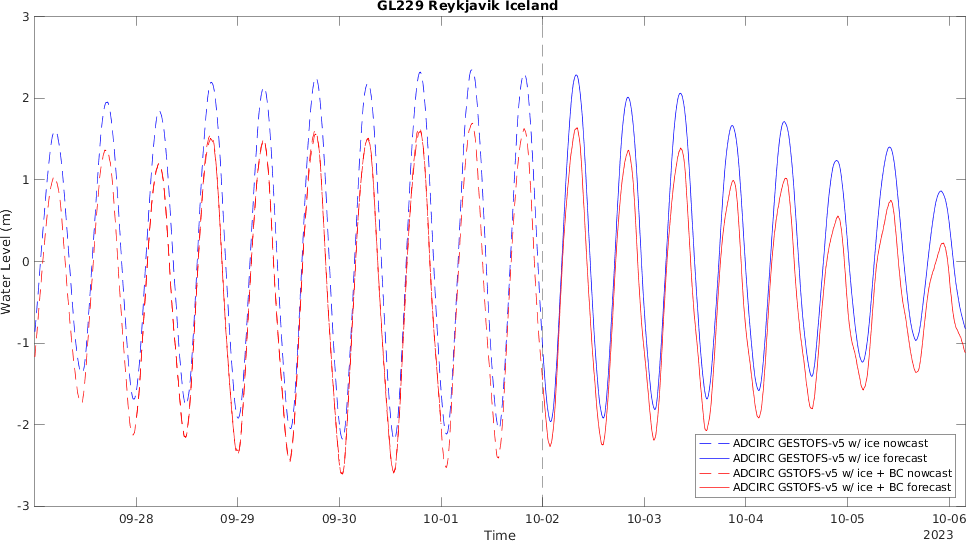 GL229 Reykjavik Iceland
3
2
1
0
-1
-2
-3
Water Level (m)
ADCIRC GESTOFS-v5 w/ ice nowcast
ADCIRC GESTOFS-v5 w/ ice forecast
ADCIRC GSTOFS-v5 w/ ice + BC nowcast
ADCIRC GSTOFS-v5 w/ ice + BC forecast
09-28 09-29 09-30 10-01 10-02 10-03 10-04 10-05 10-06
Time
2023